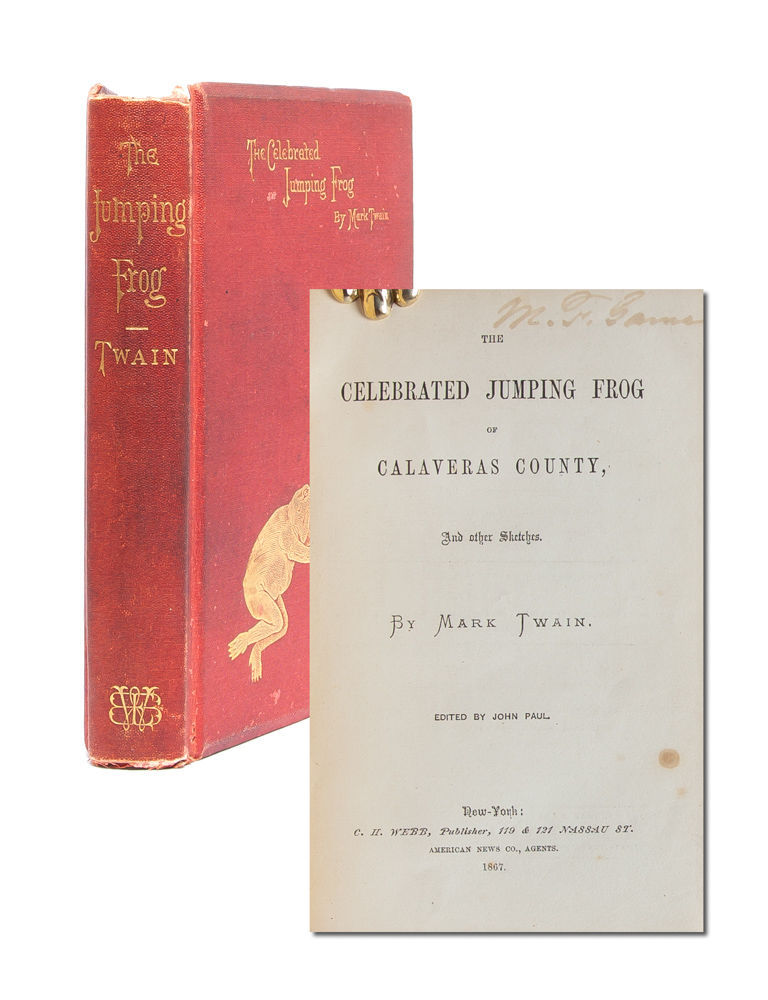 The
Jumping
Frog
Twain
The Celebrated
Jumping Frog
By Mark Twain
M. F.
THE
CELEBRATED JUMPING FROG
OF
CALAVERAS COUNTY,
And other Sketches.
By Mark Twain.
EDITED BY JOHN PAUL.
New-York:
C. H. WEBB, Publisher, 119 & 121 NASSAU ST.
AMERICAN NEWS CO., AGENTS.
1867.